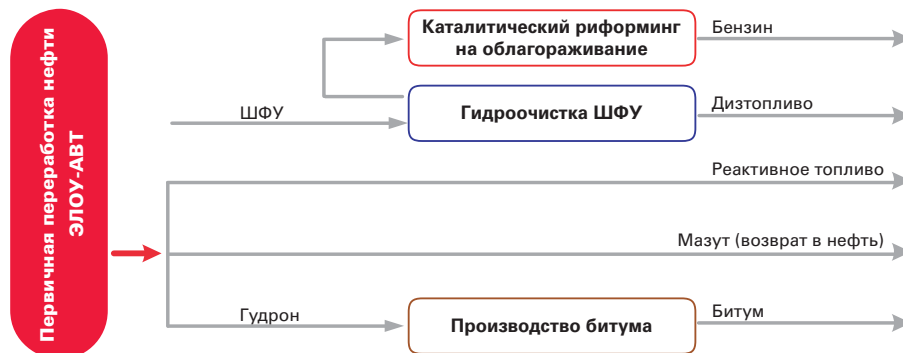 Первичная переработка нефти
ЭЛОУ-АВТ
Каталитический риформинг
на облагораживание
Бензин
ШФУ
Гидроочистка ШФУ
Дизтопливо
Реактивное топливо
Мазут (возврат в нефть)
Гудрон
Производство битума
Битум